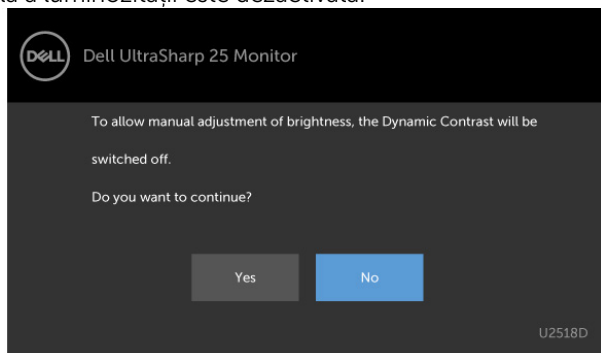 DELL
Dell UltraSharp 25 Monitor
To allow manual adjustment of brightness, the Dynamic Contrast will be
switched off.
Do you want to continue?
Yes No
U2518D